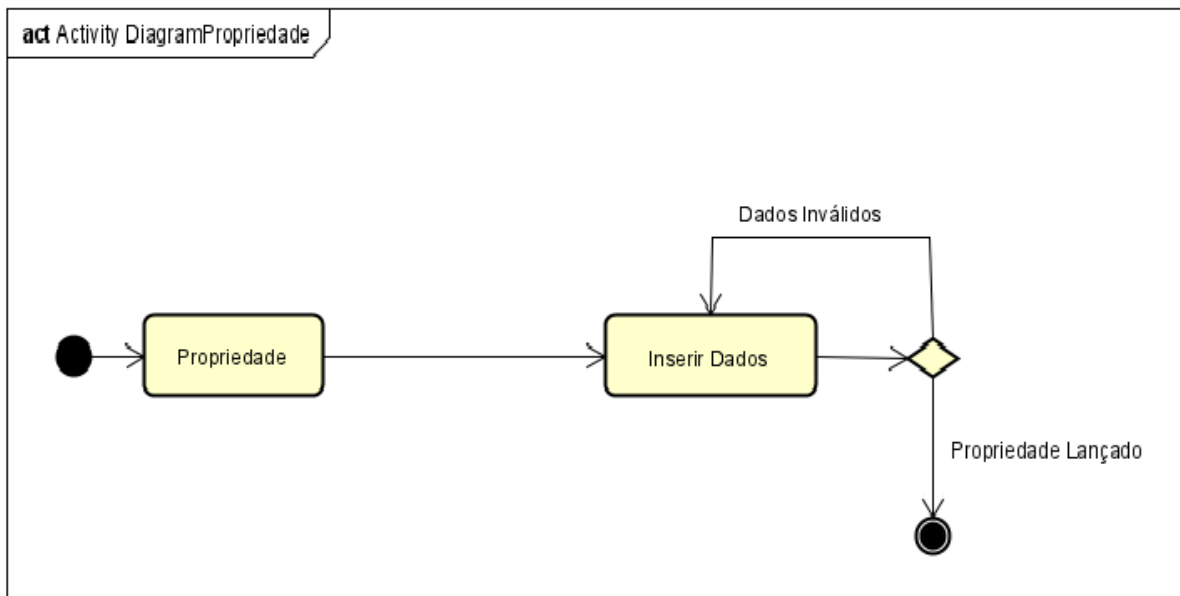 act Activity DiagramPropriedade
Dados Inválidos
Propriedade
Inserir Dados
Propriedade Lançado